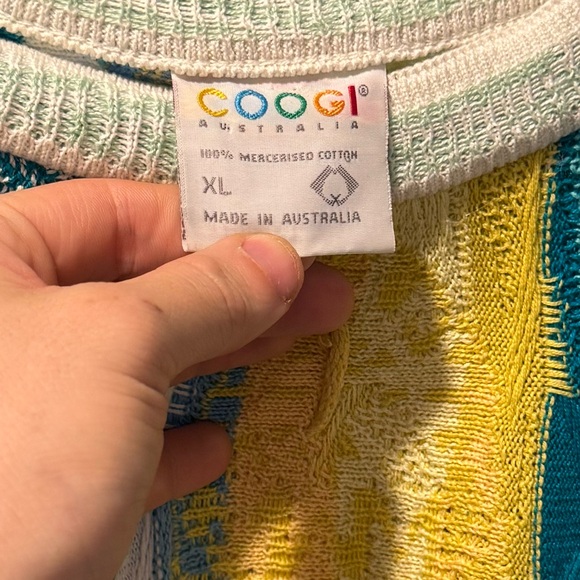 COOGI®
AUSTRALIA
100% MERCERISED COTTON
XL
MADE IN AUSTRALIA